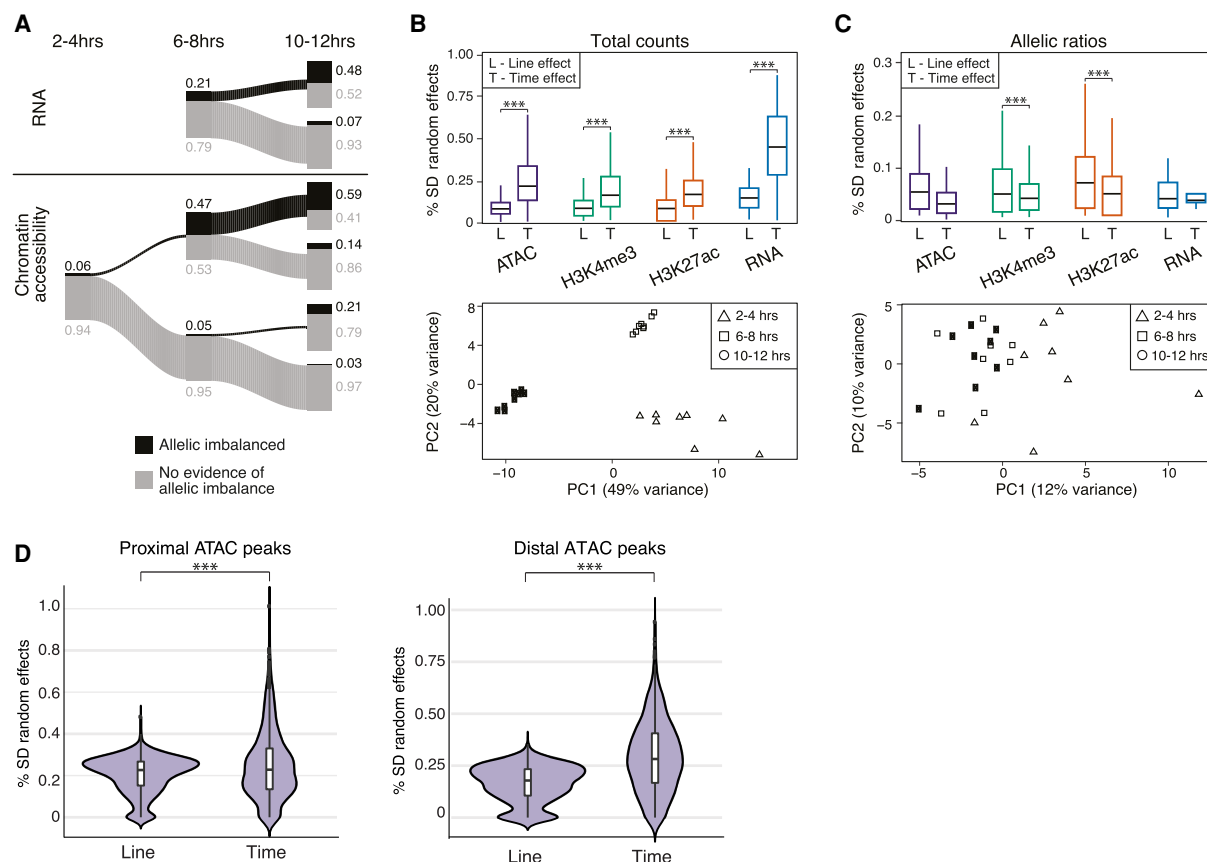 A
2-4hrs 6-8hrs 10-12hrs
RNA
0.21
0.79
0.48
0.52
0.07
0.93
Chromatin
accessibility
0.06
0.94
0.47
0.53
0.05
0.95
0.59
0.41
0.14
0.86
0.21
0.79
0.03
0.97
Allelic imbalanced
No evidence of
allelic imbalance
B
Total counts
L - Line effect
T - Time effect
% SD random effects
1.00
0.75
0.50
0.25
0
***
***
***
***
L T L T L T L T
ATAC H3K4me3 H3K27ac RNA
PC2 (20% variance)
8
4
0
−4
2-4 hrs
6-8 hrs
10-12 hrs
−10 0 10
PC1 (49% variance)
C
Allelic ratios
L - Line effect
T - Time effect
% SD random effects
0.3
0.2
0.1
0
***
***
L T L T L T L T
ATAC H3K4me3 H3K27ac RNA
PC2 (10% variance)
5
0
−5
2-4 hrs
6-8 hrs
10-12 hrs
−5 0 5 10
PC1 (12% variance)
D
Proximal ATAC peaks
***
% SD random effects
1.0
0.8
0.6
0.4
0.2
0
Line Time
Distal ATAC peaks
***
% SD random effects
1.00
0.75
0.50
0.25
0
Line Time